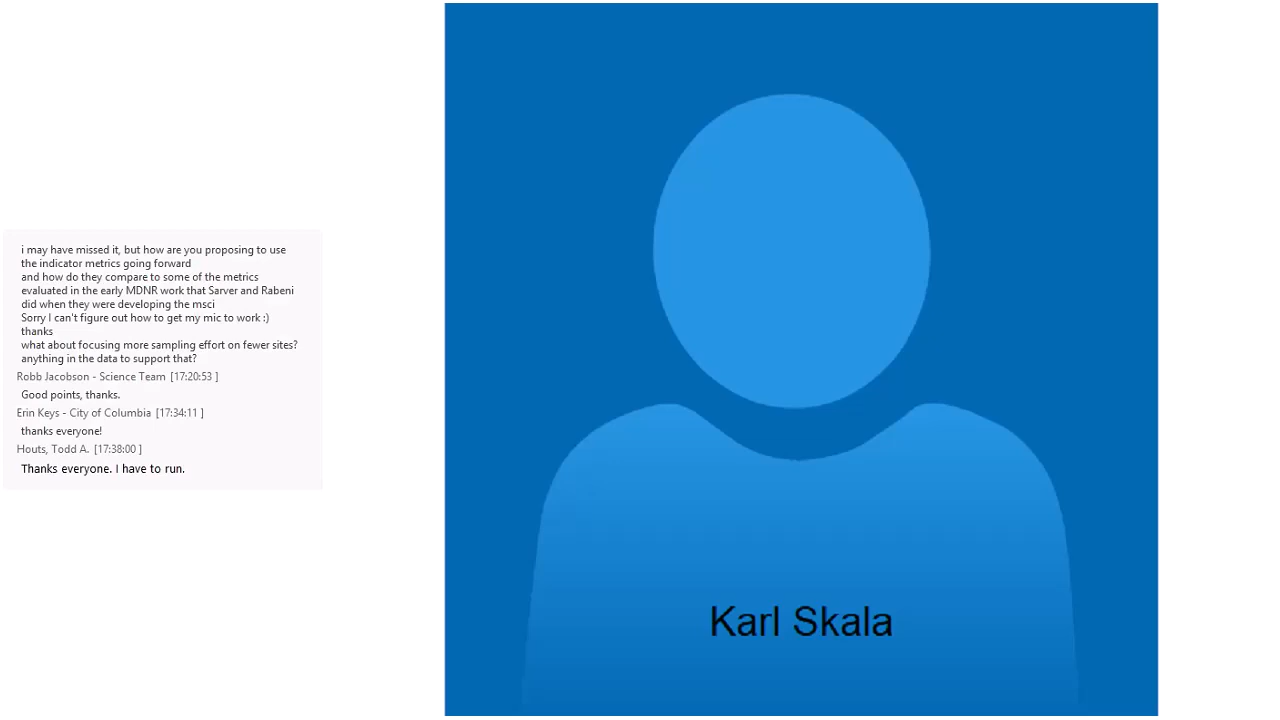 i may have missed it, but how are you proposing to use
the indicator metrics going forward
and how do they compare to some of the metrics
evaluated in the early MDNR work that Sarver and Rabeni
did when they were developing the msci
Sorry I can't figure out how to get my mic to work :)
thanks
what about focusing more sampling effort on fewer sites?
anything in the data to support that?
Robb Jacobson - Science Team [17:20:53 ]
Good points, thanks.
Erin Keys - City of Columbia [17:34:11 ]
thanks everyone!
Houts, Todd A. [17:38:00 ]
Thanks everyone. I have to run.
Karl Skala